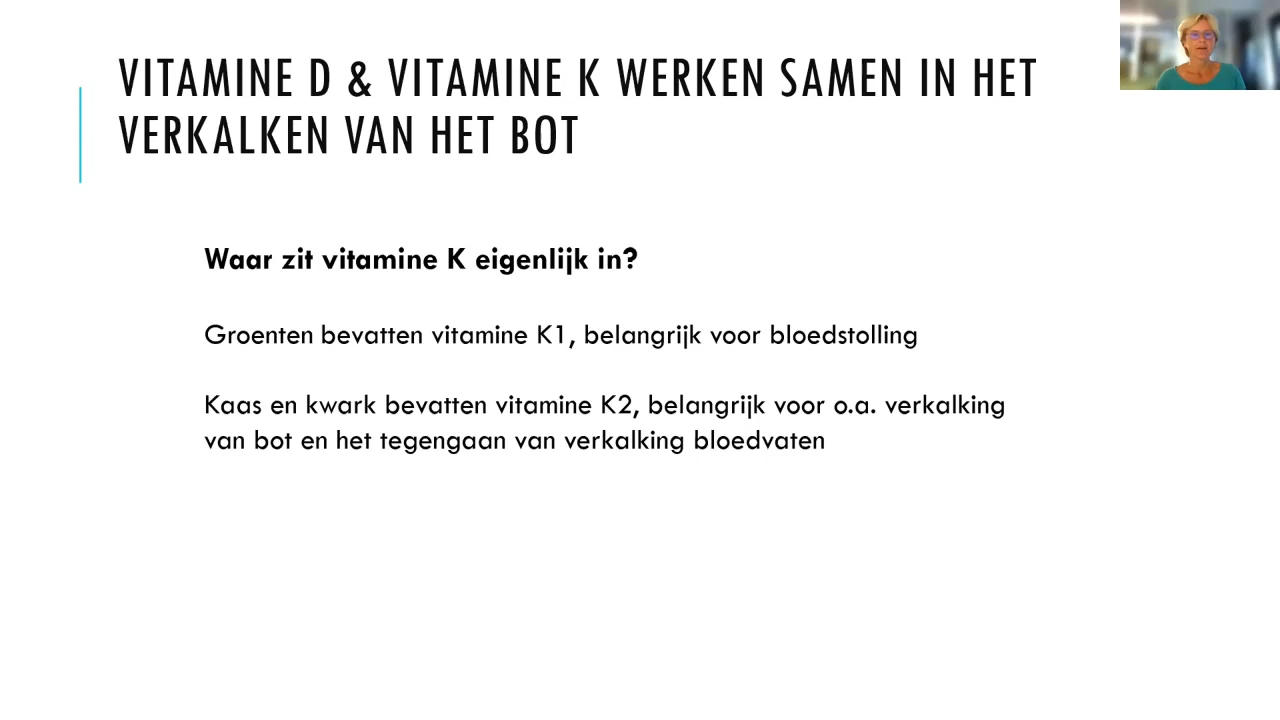 VITAMINE D & VITAMINE K WERKEN SAMEN IN HET
VERKALKEN VAN HET BOT
Waar zit vitamine K eigenlijk in?
Groenten bevatten vitamine K1, belangrijk voor bloedstolling
Kaas en kwark bevatten vitamine K2, belangrijk voor o.a. verkalking
van bot en het tegengaan van verkalking bloedvaten